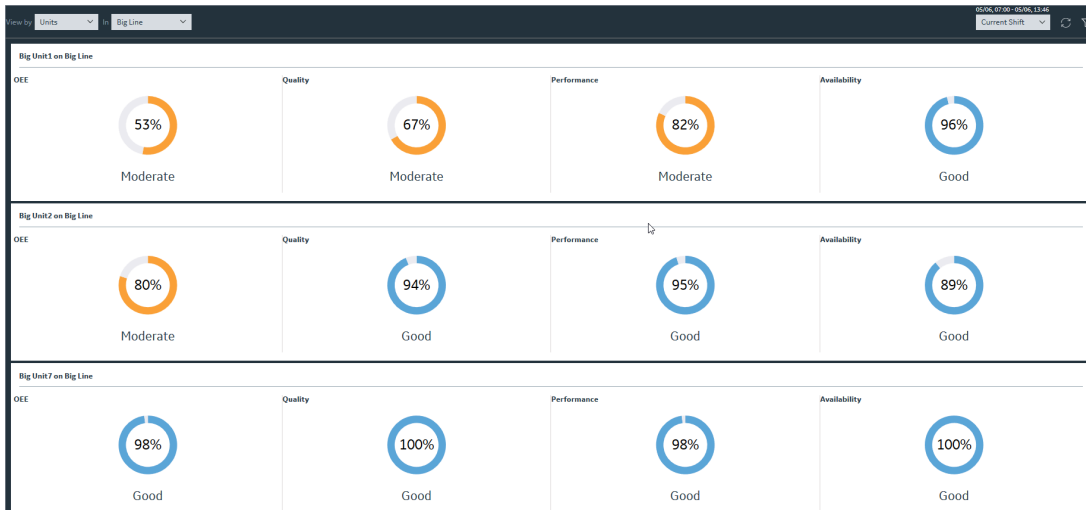 05/06, 07:00 - 05/06, 13:46
View by Units In Big Line Current Shift
Big Unit1 on Big Line
OEE Quality Performance Availability
53% 67% 82% 96%
Moderate Moderate Moderate Good
Big Unit2 on Big Line
OEE Quality Performance Availability
80% 94% 95% 89%
Moderate Good Good Good
Big Unit7 on Big Line
OEE Quality Performance Availability
98% 100% 98% 100%
Good Good Good Good